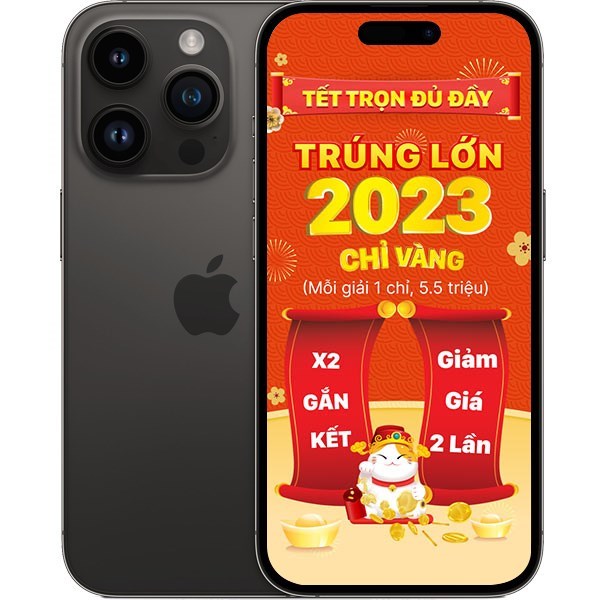 TẾT TRỌN ĐỦ ĐẦY
TRÚNG LỚN
2023
CHỈ VÀNG
(Mỗi giải 1 chỉ, 5.5 triệu)
X2
GẮN
KẾT
Giảm
Giá
2 Lần